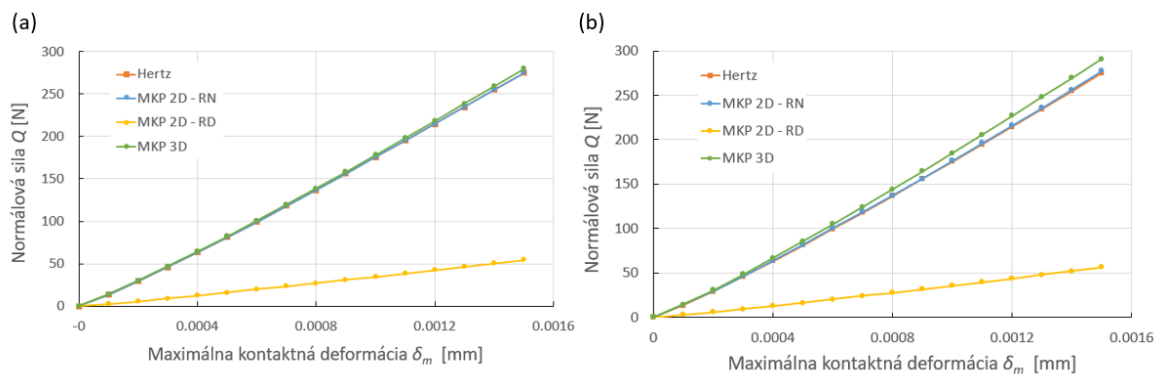 (a)
300
250
200
150
100
50
0
Normálová sila Q [N]
Hertz
MKP 2D - RN
MKP 2D - RD
MKP 3D
-0 0.0004 0.0008 0.0012 0.0016
Maximálna kontaktná deformácia δm [mm]
(b)
300
250
200
150
100
50
0
Normálová sila Q [N]
Hertz
MKP 2D - RN
MKP 2D - RD
MKP 3D
0 0.0004 0.0008 0.0012 0.0016
Maximálna kontaktná deformácia δm [mm]